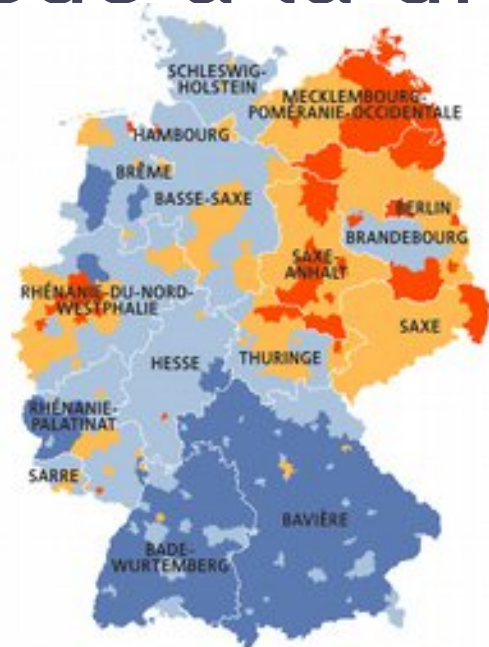 SCHLESWIG-
HOLSTEIN
MECKLEMBOURG-
POMÉRANIE-OCCIDENTALE
HAMBOURG
BRÊME
BASSE-SAXE
BERLIN
BRANDEBOURG
SAXE-
ANHALT
RHÉNANIE-DU-NORD-
WESTPHALIE
SAXE
HESSE
THURINGE
RHÉNANIE-
PALATINAT
SARRE
BAVIÈRE
BADE-
WURTEMBERG